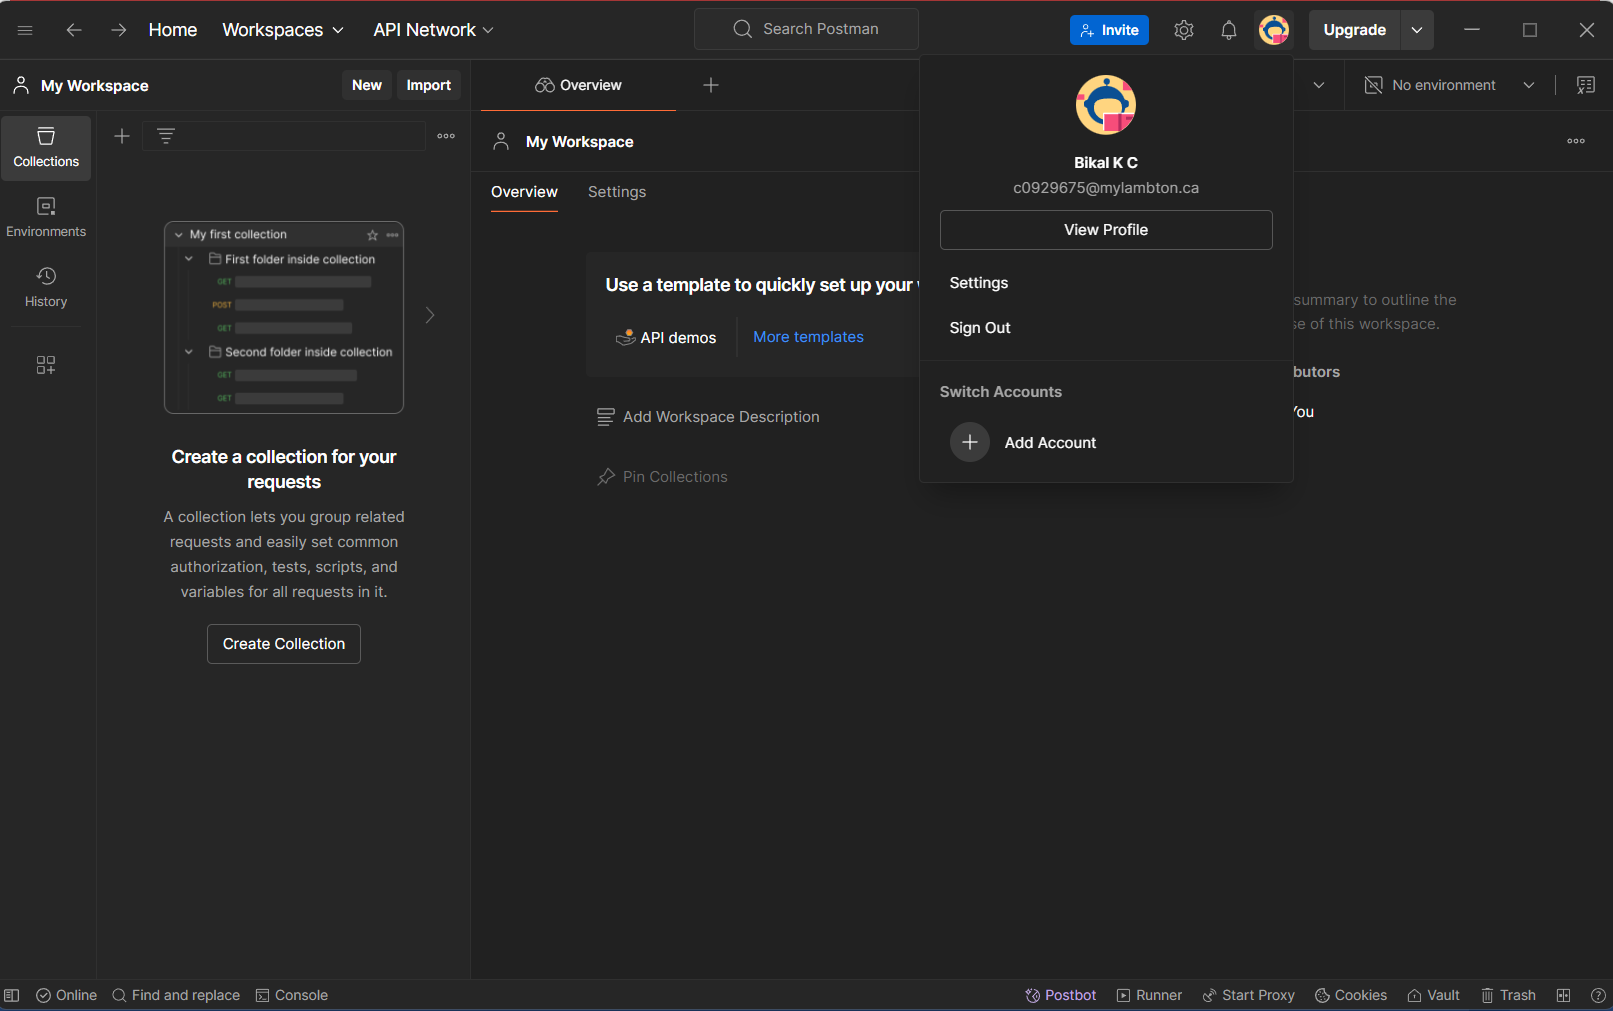 Home Workspaces API Network Search Postman Invite Upgrade
My Workspace New Import Overview No environment
Collections
Environments
History
My first collection
First folder inside collection
GET
POST
GET
Second folder inside collection
GET
GET
Create a collection for your
requests
A collection lets you group related
requests and easily set common
authorization, tests, scripts, and
variables for all requests in it.
Create Collection
My Workspace
Overview Settings
Use a template to quickly set up your
API demos More templates
Add Workspace Description
Pin Collections
Bikal K C
c0929675@mylambton.ca
View Profile
Settings
Sign Out
Switch Accounts
Add Account
summary to outline the
se of this workspace.
butors
You
Online Find and replace Console Postbot Runner Start Proxy Cookies Vault Trash